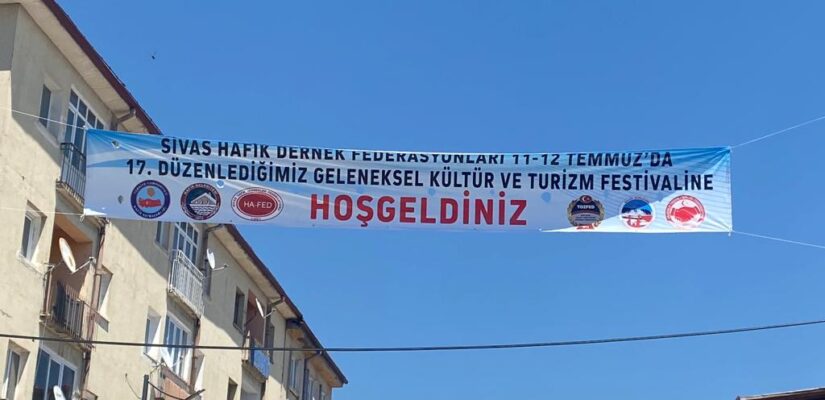 SİVAS HAFİK DERNEK FEDERASYONLARI 11-12 TEMMUZ'DA
17. DÜZENLEDİĞİMİZ GELENEKSEL KÜLTÜR VE TURİZM FESTİVALİNE
HA-FED
HOŞGELDİNİZ
TOZFED